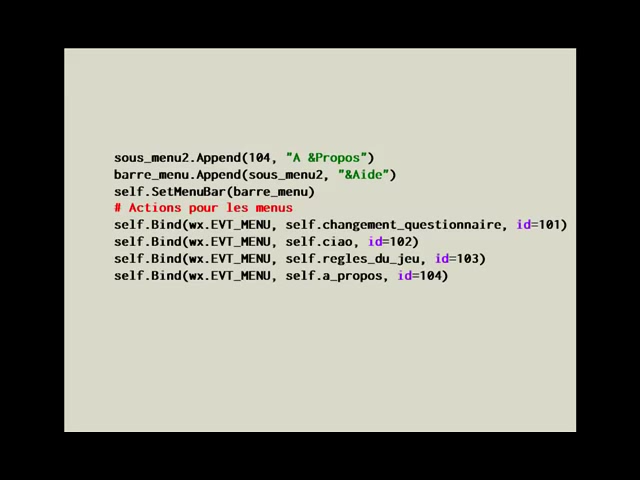 sous_menu2.Append(104, "A &Propos")
barre_menu.Append(sous_menu2, "&Aide")
self.SetMenuBar(barre_menu)
# Actions pour les menus
self.Bind(wx.EVT_MENU, self.changement_questionnaire, id=101)
self.Bind(wx.EVT_MENU, self.ciao, id=102)
self.Bind(wx.EVT_MENU, self.regles_du_jeu, id=103)
self.Bind(wx.EVT_MENU, self.a_propos, id=104)